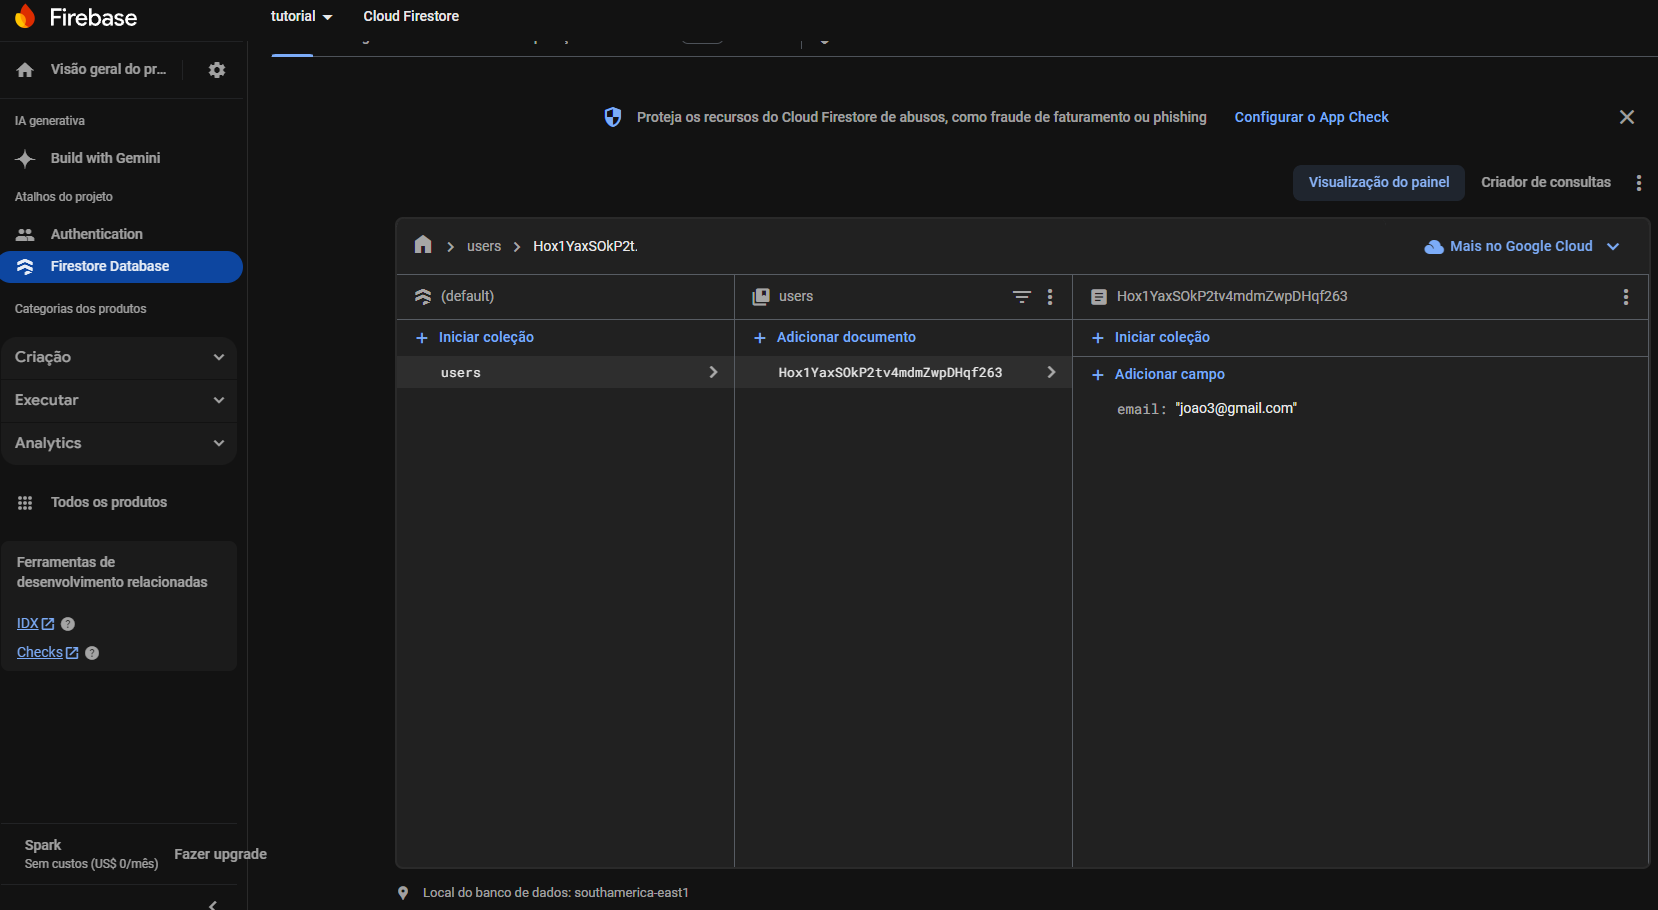 Firebase
tutorial
Cloud Firestore
Visão geral do pr...
IA generativa
Build with Gemini
Atalhos do projeto
Authentication
Firestore Database
Categorias dos produtos
Criação
Executar
Analytics
Todos os produtos
Ferramentas de
desenvolvimento relacionadas
IDX
Checks
Spark
Sem custos (US$ 0/mês)
Fazer upgrade
Proteja os recursos do Cloud Firestore de abusos, como fraude de faturamento ou phishing
Configurar o App Check
Visualização do painel
Criador de consultas
users
Hox1YaxSOkP2t.
Mais no Google Cloud
(default)
Iniciar coleção
users
users
Adicionar documento
Hox1YaxSOkP2tv4mdmZwpDHqf263
Hox1YaxSOkP2tv4mdmZwpDHqf263
Iniciar coleção
Adicionar campo
email: "joao3@gmail.com"
Local do banco de dados: southamerica-east1